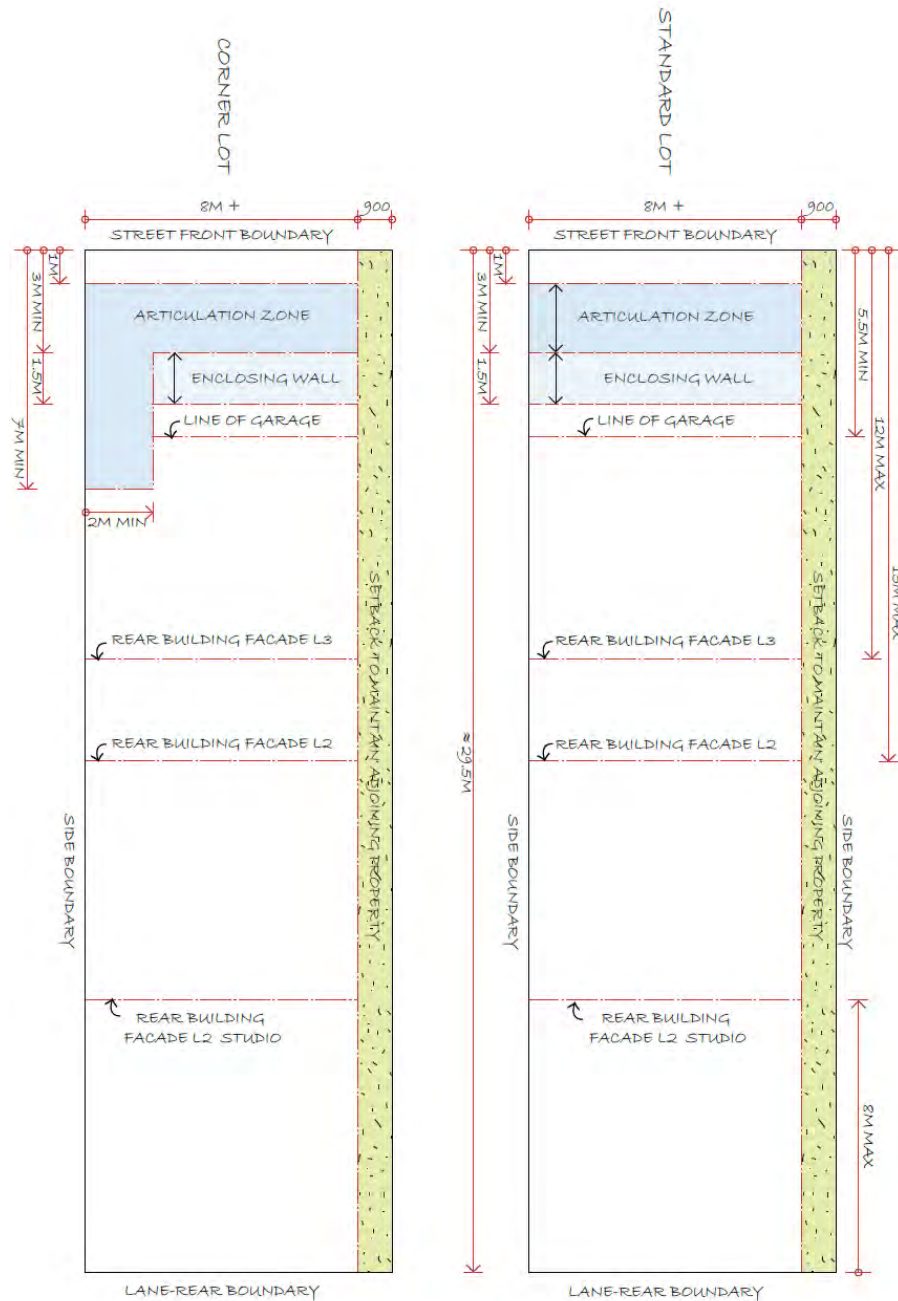 CORNER LOT
8M +
900
STREET FRONT BOUNDARY
1M
3M MIN
1.5M
7M MIN
ARTICULATION ZONE
ENCLOSING WALL
LINE OF GARAGE
2M MIN
REAR BUILDING FACADE L3
REAR BUILDING FACADE L2
SIDE BOUNDARY
SETBACK TO MAINTAIN ADJOINING PROPERTY
REAR BUILDING
FACADE L2 STUDIO
LANE-REAR BOUNDARY
STANDARD LOT
8M +
900
STREET FRONT BOUNDARY
1M
3M MIN
1.5M
ARTICULATION ZONE
ENCLOSING WALL
LINE OF GARAGE
5.5M MIN
12M MAX
15M MAX
REAR BUILDING FACADE L3
REAR BUILDING FACADE L2
≈ 29.5M
SIDE BOUNDARY
SETBACK TO MAINTAIN ADJOINING PROPERTY
SIDE BOUNDARY
REAR BUILDING
FACADE L2 STUDIO
8M MAX
LANE-REAR BOUNDARY